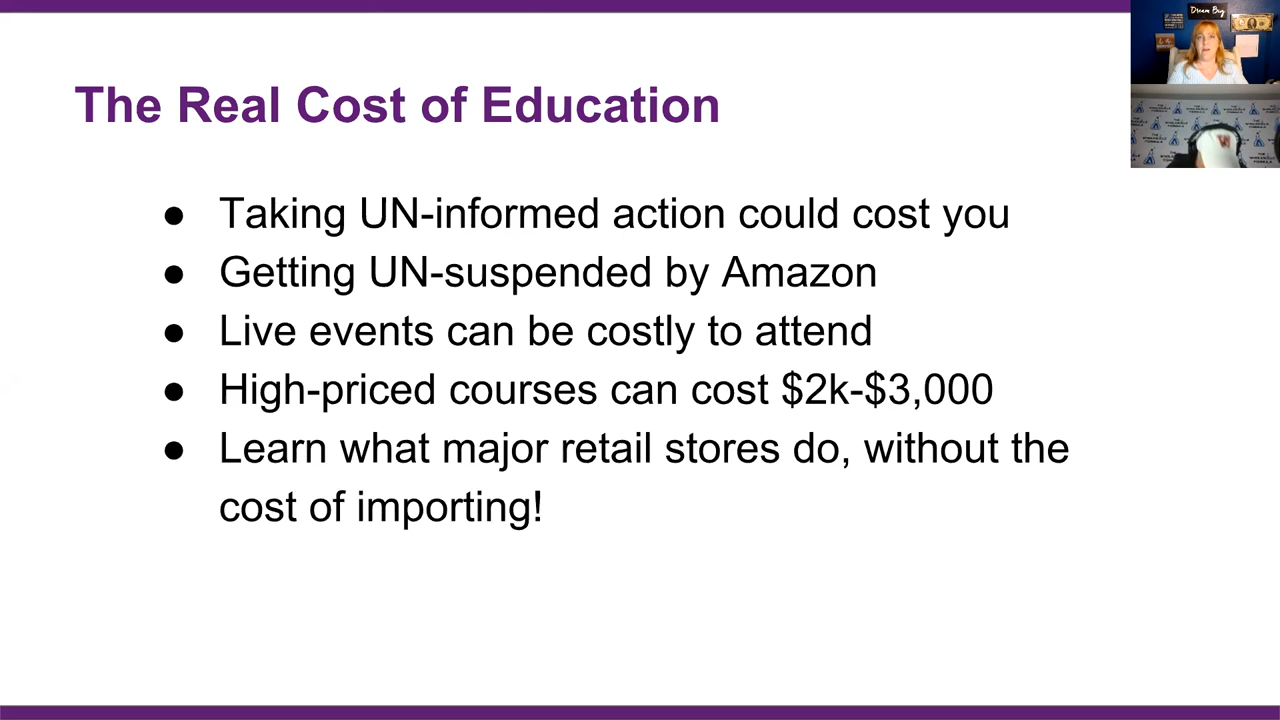 Dream Big
The Real Cost of Education
● Taking UN-informed action could cost you
● Getting UN-suspended by Amazon
● Live events can be costly to attend
● High-priced courses can cost $2k-$3,000
● Learn what major retail stores do, without the
cost of importing!